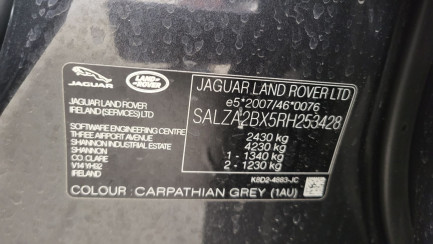 JAGUAR
LAND ROVER
JAGUAR LAND ROVER LTD
e5*2007/46*0076
SALZA2BX5RH253428
2430 kg
4230 kg
1 - 1340 kg
2 - 1230 kg
JAGUAR LAND ROVER
IRELAND (SERVICES) LTD
SOFTWARE ENGINEERING CENTRE
THREE AIRPORT AVENUE
SHANNON INDUSTRIAL ESTATE
SHANNON
CO. CLARE
V14 YH92
IRELAND
K8D2-4883-JC
COLOUR : CARPATHIAN GREY (1AU)